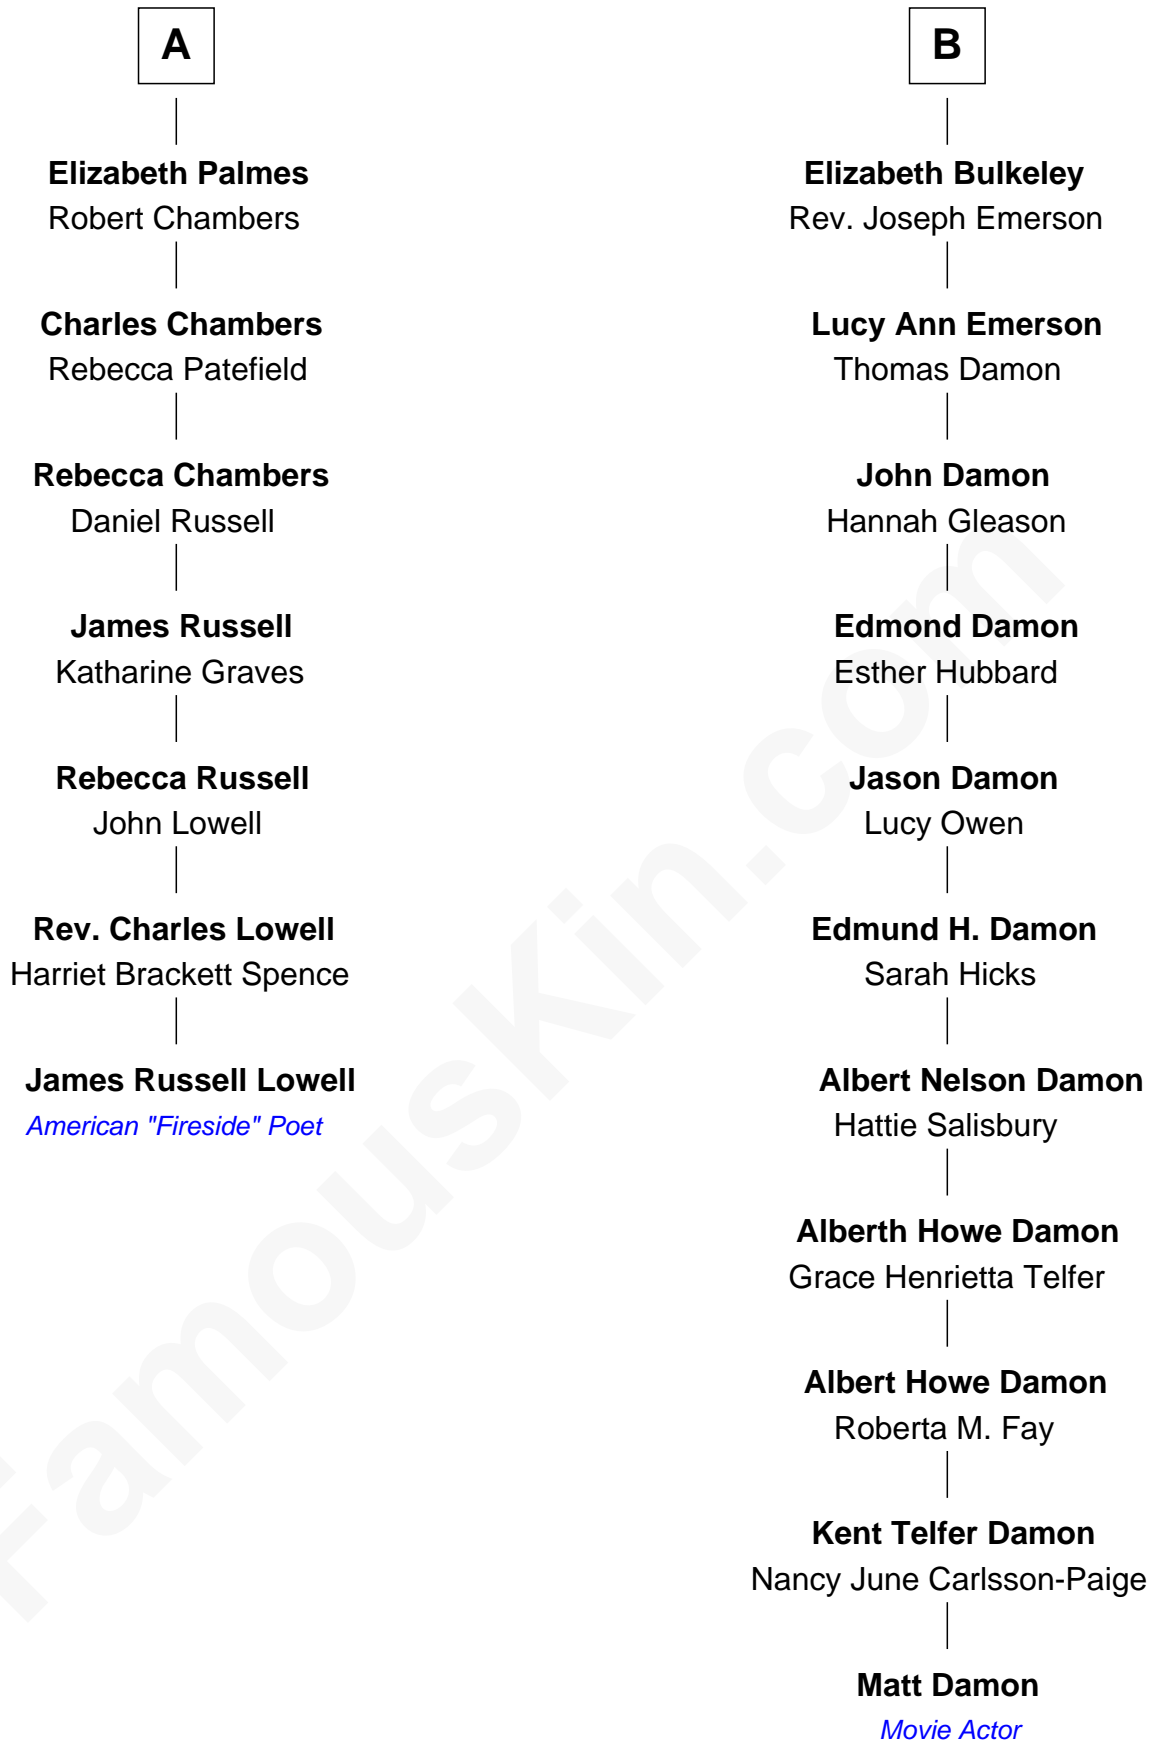 A
Elizabeth Palmes
Robert Chambers
Charles Chambers
Rebecca Patefield
Rebecca Chambers
Daniel Russell
James Russell
Katharine Graves
Rebecca Russell
John Lowell
Rev. Charles Lowell
Harriet Brackett Spence
James Russell Lowell
American "Fireside" Poet
B
Elizabeth Bulkeley
Rev. Joseph Emerson
Lucy Ann Emerson
Thomas Damon
John Damon
Hannah Gleason
Edmond Damon
Esther Hubbard
Jason Damon
Lucy Owen
Edmund H. Damon
Sarah Hicks
Albert Nelson Damon
Hattie Salisbury
Alberth Howe Damon
Grace Henrietta Telfer
Albert Howe Damon
Roberta M. Fay
Kent Telfer Damon
Nancy June Carlsson-Paige
Matt Damon
Movie Actor
FamousKin.com